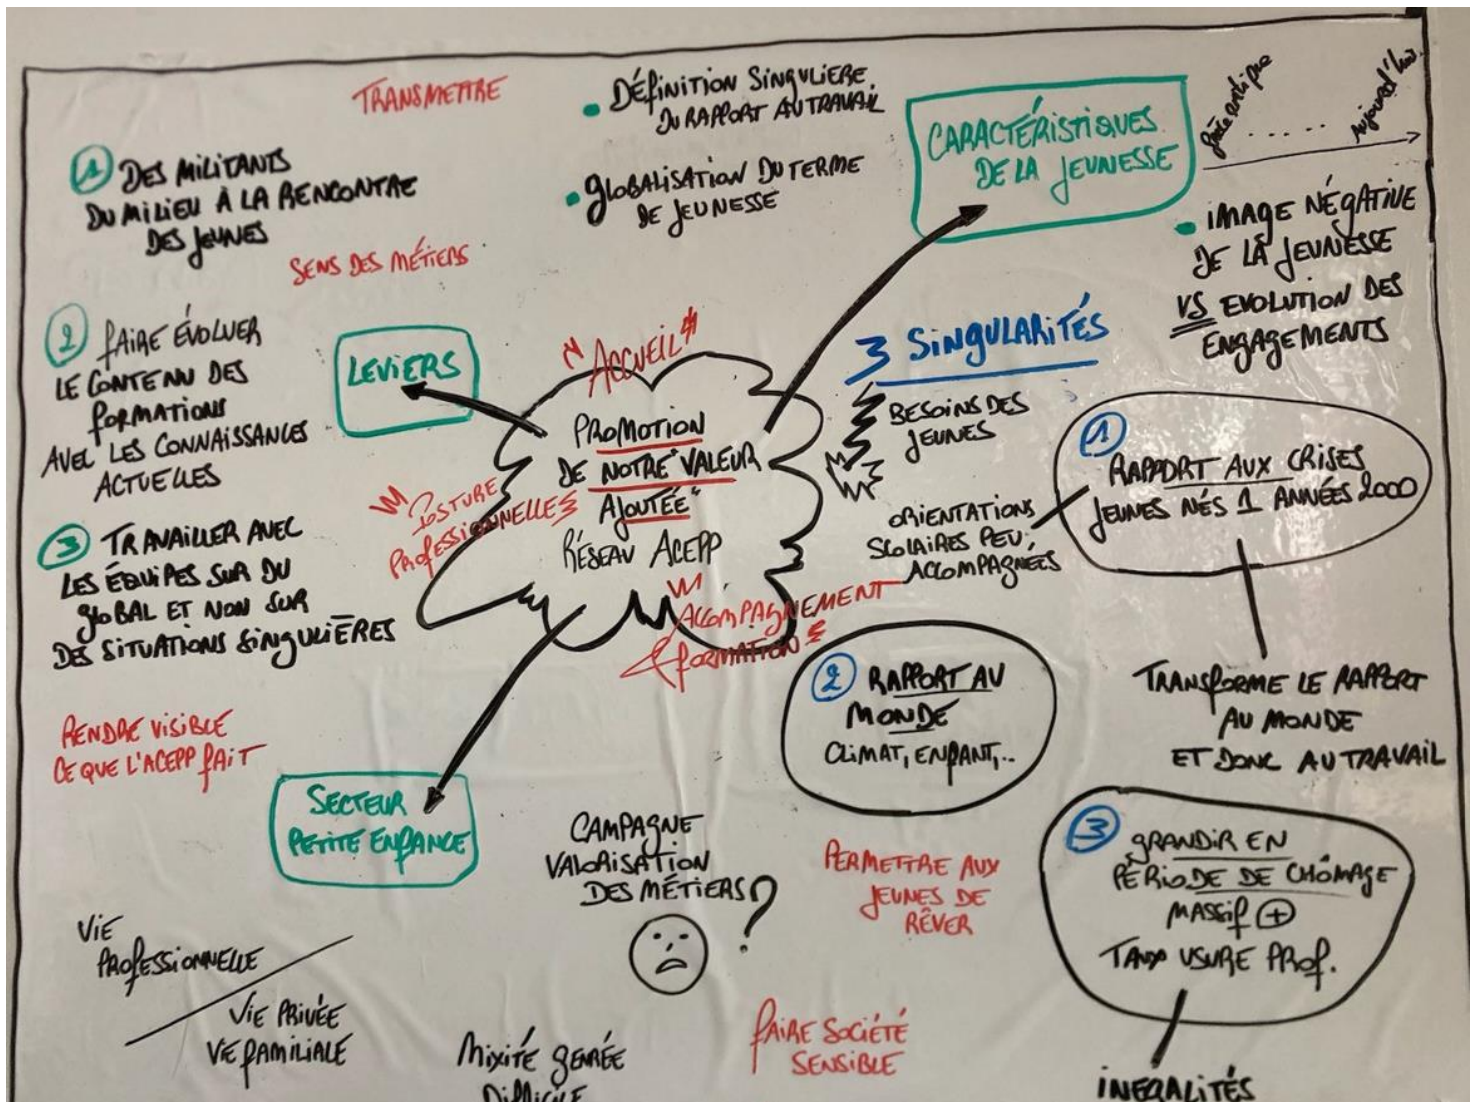 TRANSMETTRE
• DÉFINITION SINGULIÈRE
DU RAPPORT AU TRAVAIL
• GLOBALISATION DU TERME
DE JEUNESSE
CARACTÉRISTIQUES
DE LA JEUNESSE
..... aujourd'hui
• IMAGE NÉGATIVE
DE LA JEUNESSE
VS EVOLUTION DES
ENGAGEMENTS
1 DES MILITANTS
DU MILIEU À LA RENCONTRE
DES JEUNES
SENS DES MÉTIERS
2 FAIRE ÉVOLUER
LE CONTENU DES
FORMATIONS
AVEC LES CONNAISSANCES
ACTUELLES
LEVIERS
3 TRAVAILLER AVEC
LES ÉQUIPES SUR DU
GLOBAL ET NON SUR
DES SITUATIONS SINGULIÈRES
"ACCUEIL"
PROMOTION
DE NOTRE "VALEUR
AJOUTÉE"
RÉSEAU ACEPP
POSTURE
PROFESSIONNELLE
ACCOMPAGNEMENT
FORMATION
3 SINGULARITÉS
BESOINS DES
JEUNES
1
RAPPORT AUX CRISES
JEUNES NÉS 1 ANNÉES 2000
ORIENTATIONS
SCOLAIRES PEU
ACCOMPAGNÉES
TRANSFORME LE RAPPORT
AU MONDE
ET DONC AU TRAVAIL
2 RAPPORT AU
MONDE
CLIMAT, ENFANT,..
3 GRANDIR EN
PÉRIODE DE CHÔMAGE
MASSIF +
TAUX USURE PROF.
INEGALITÉS
RENDRE VISIBLE
CE QUE L'ACEPP FAIT
SECTEUR
PETITE ENFANCE
CAMPAGNE
VALORISATION
DES MÉTIERS ?
PERMETTRE AUX
JEUNES DE
RÊVER
VIE
PROFESSIONNELLE
VIE PRIVÉE
VIE FAMILIALE
MIXITÉ GENRÉE
DIFFICILE
FAIRE SOCIÉTÉ
SENSIBLE